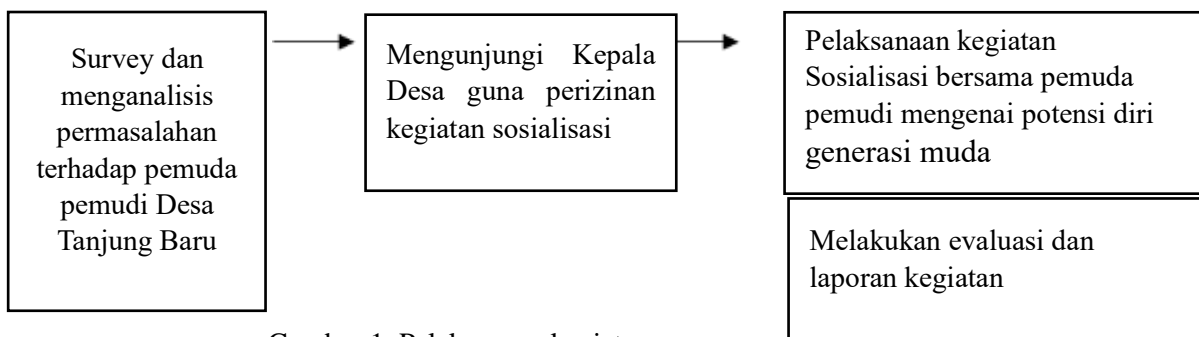 Survey dan
menganalisis
permasalahan
terhadap pemuda
pemudi Desa
Tanjung Baru
Mengunjungi Kepala
Desa guna perizinan
kegiatan sosialisasi
Pelaksanaan kegiatan
Sosialisasi bersama pemuda
pemudi mengenai potensi diri
generasi muda
Melakukan evaluasi dan
laporan kegiatan